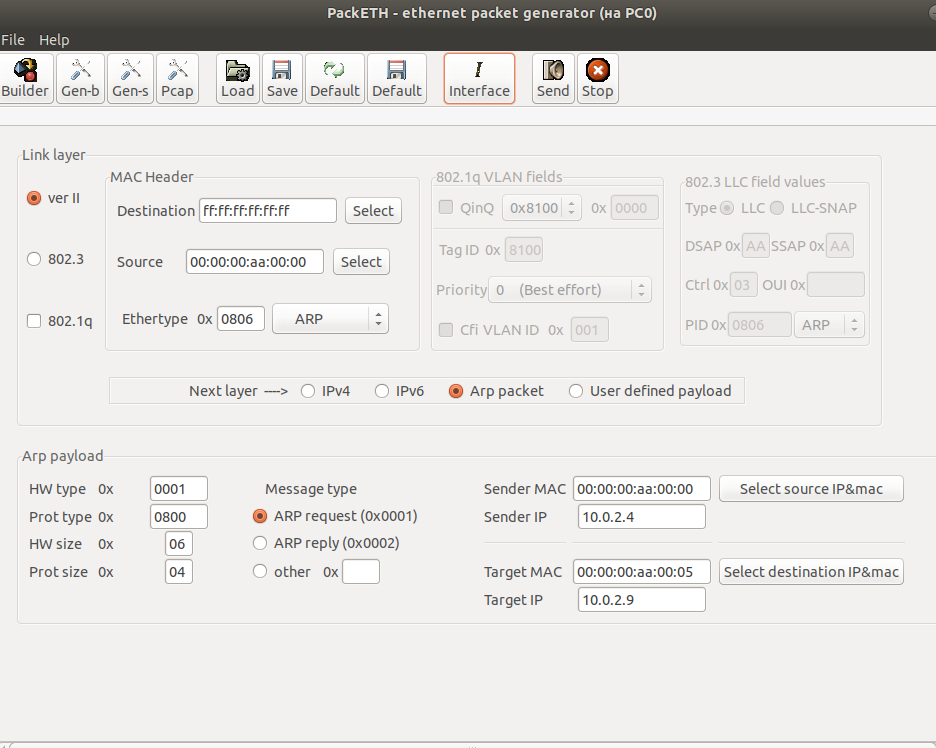 PackETH - ethernet packet generator (на PC0)
File Help
Builder Gen-b Gen-s Pcap Load Save Default Default Interface Send Stop
Link layer
ver II
802.3
802.1q
MAC Header
Destination ff:ff:ff:ff:ff:ff Select
Source 00:00:00:aa:00:00 Select
Ethertype 0x 0806 ARP
802.1q VLAN fields
QinQ 0x8100 0x 0000
Tag ID 0x 8100
Priority 0 (Best effort)
Cfi VLAN ID 0x 001
802.3 LLC field values
Type LLC LLC-SNAP
DSAP 0x AA SSAP 0x AA
Ctrl 0x 03 OUI 0x
PID 0x 0806 ARP
Next layer ----> IPv4 IPv6 Arp packet User defined payload
Arp payload
HW type 0x 0001
Prot type 0x 0800
HW size 0x 06
Prot size 0x 04
Message type
ARP request (0x0001)
ARP reply (0x0002)
other 0x
Sender MAC 00:00:00:aa:00:00 Select source IP&mac
Sender IP 10.0.2.4
Target MAC 00:00:00:aa:00:05 Select destination IP&mac
Target IP 10.0.2.9